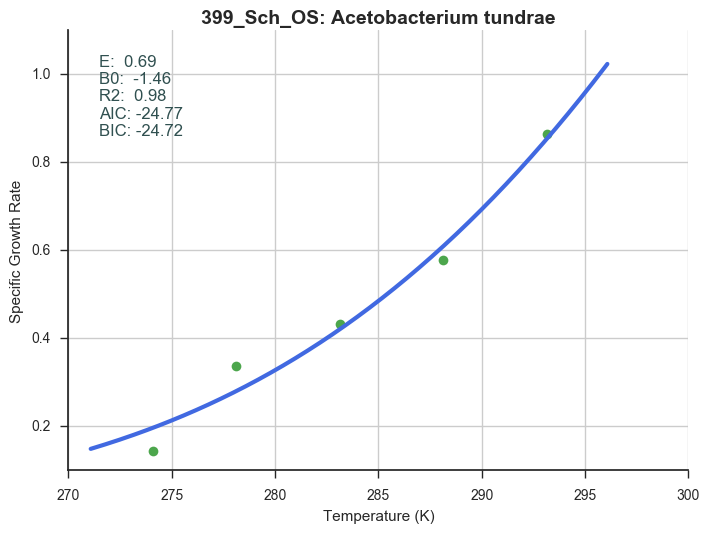 399_Sch_OS: Acetobacterium tundrae
E:  0.69
B0:  -1.46
R2:  0.98
AIC: -24.77
BIC: -24.72
1.0
0.8
0.6
0.4
0.2
Specific Growth Rate
270 275 280 285 290 295 300
Temperature (K)